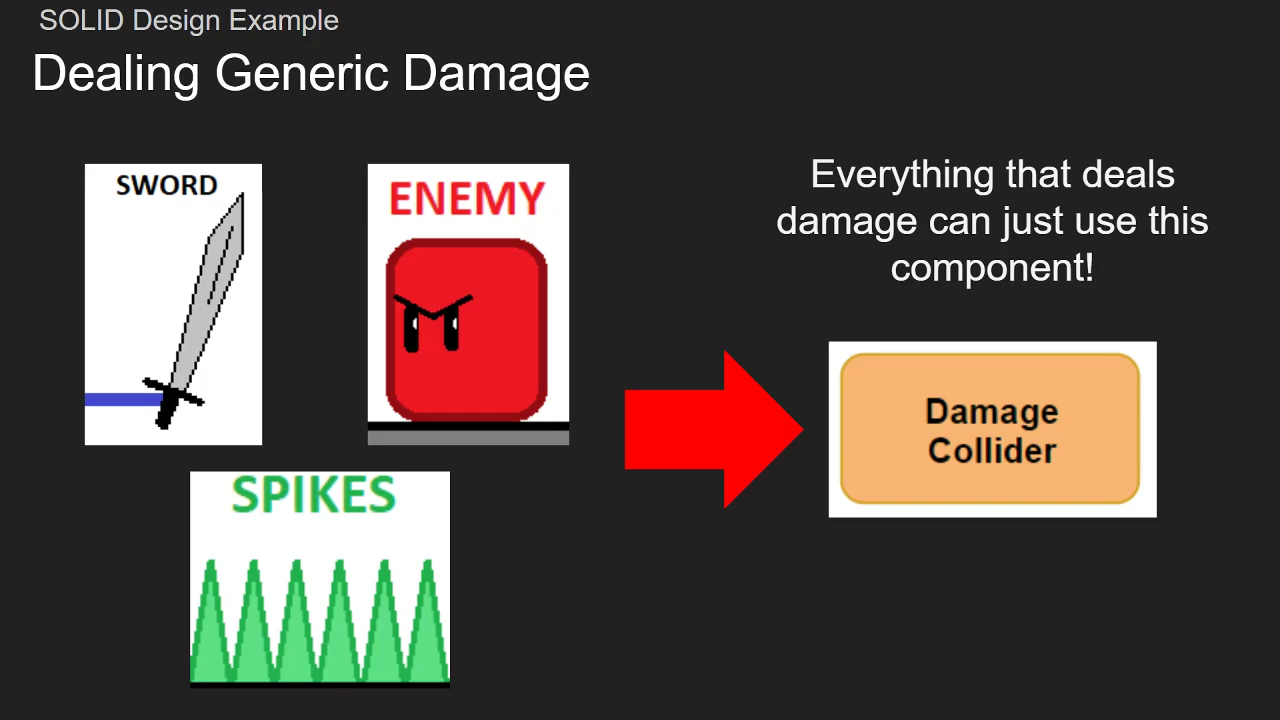 SOLID Design Example
Dealing Generic Damage
SWORD
ENEMY
SPIKES
Everything that deals
damage can just use this
component!
Damage
Collider